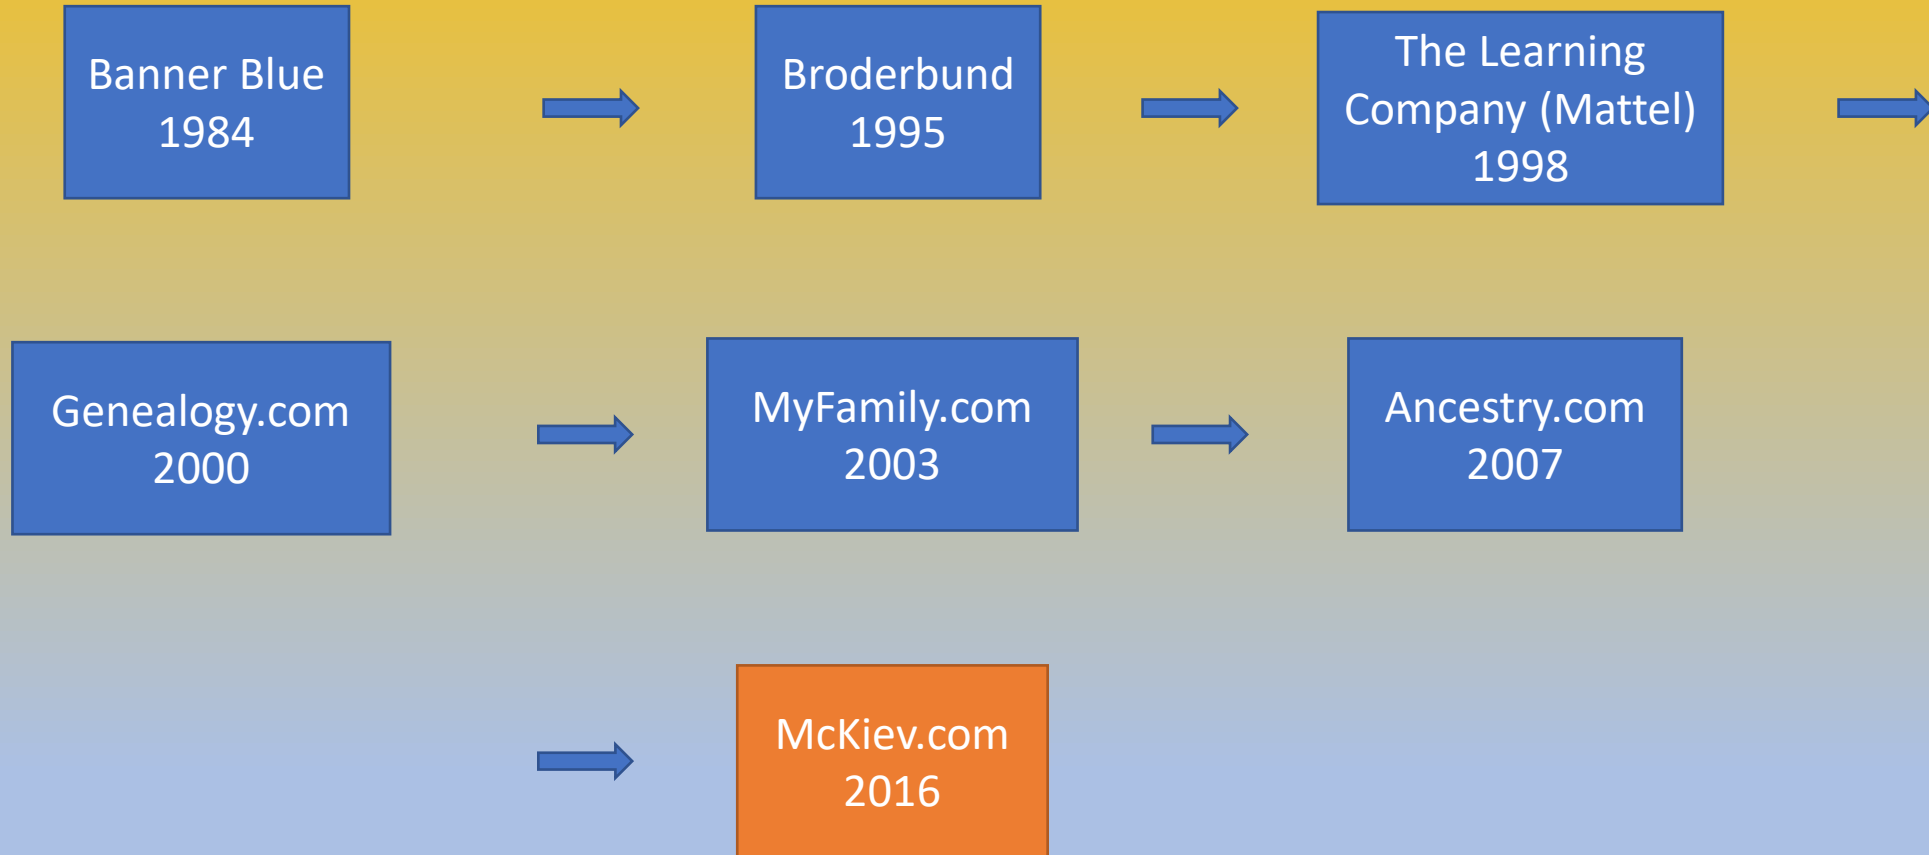 Banner Blue
1984
Broderbund
1995
The Learning
Company (Mattel)
1998
Genealogy.com
2000
MyFamily.com
2003
Ancestry.com
2007
McKiev.com
2016